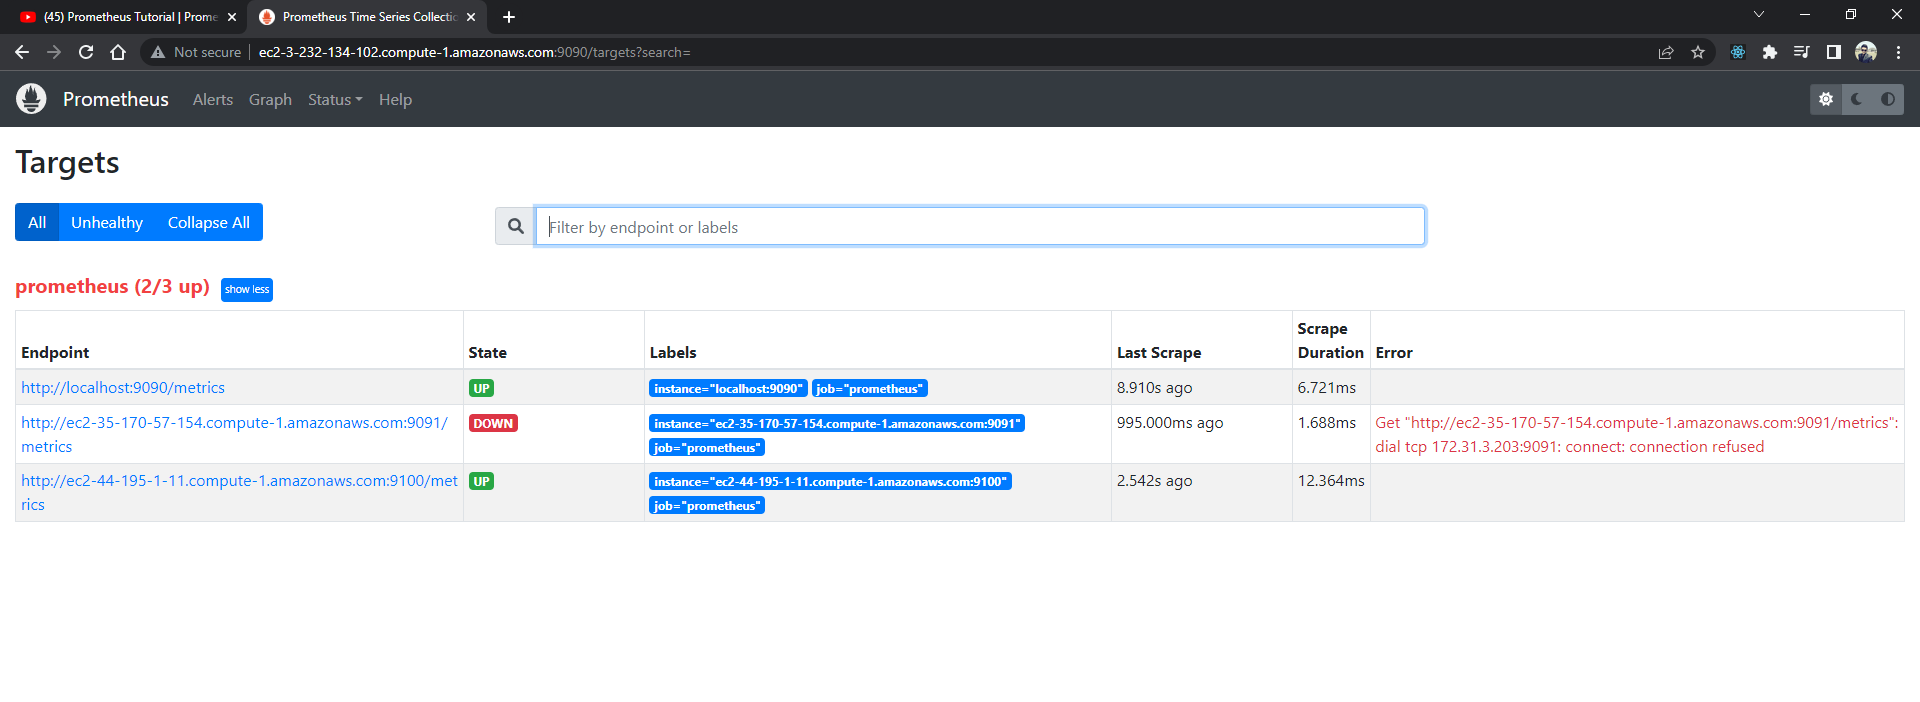 (45) Prometheus Tutorial | Prome
Prometheus Time Series Collectic
Not secure
ec2-3-232-134-102.compute-1.amazonaws.com:9090/targets?search=
Prometheus Alerts Graph Status Help
Targets
All Unhealthy Collapse All
Filter by endpoint or labels
prometheus (2/3 up) show less
Endpoint State Labels Last Scrape Scrape Duration Error
http://localhost:9090/metrics UP instance="localhost:9090" job="prometheus" 8.910s ago 6.721ms
http://ec2-35-170-57-154.compute-1.amazonaws.com:9091/ DOWN instance="ec2-35-170-57-154.compute-1.amazonaws.com:9091" 995.000ms ago 1.688ms Get "http://ec2-35-170-57-154.compute-1.amazonaws.com:9091/metrics":
metrics job="prometheus" dial tcp 172.31.3.203:9091: connect: connection refused
http://ec2-44-195-1-11.compute-1.amazonaws.com:9100/met UP instance="ec2-44-195-1-11.compute-1.amazonaws.com:9100" 2.542s ago 12.364ms
rics job="prometheus"